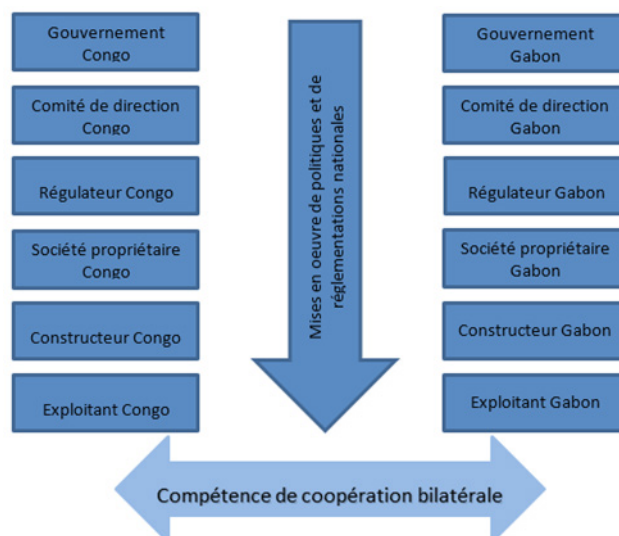 Gouvernement
Congo
Comité de direction
Congo
Régulateur Congo
Société propriétaire
Congo
Constructeur Congo
Exploitant Congo
Mises en oeuvre de politiques et de
réglementations nationales
Gouvernement
Gabon
Comité de direction
Gabon
Régulateur Gabon
Société propriétaire
Gabon
Constructeur Gabon
Exploitant Gabon
Compétence de coopération bilatérale